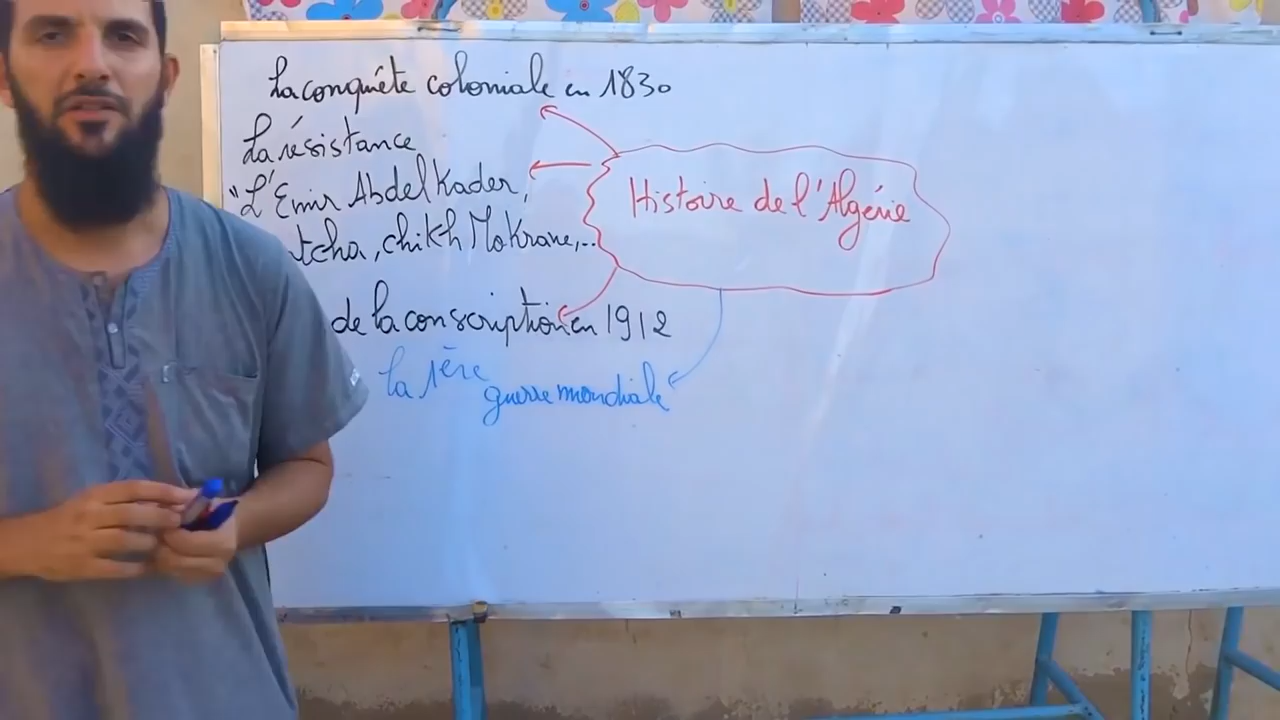 La conquête coloniale en 1830
La résistance
"L'Emir Abdelkader,
tcha, chikh Mokrane,..
Histoire de l'Algérie
de la conscription en 1912
la 1ère
guerre mondiale